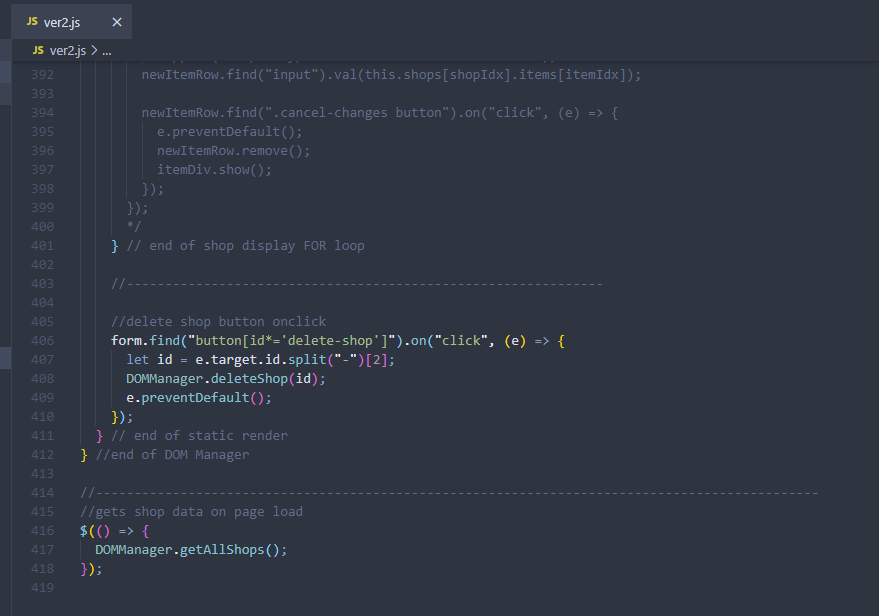 JS ver2.js ×
JS ver2.js > ...
392 newItemRow.find("input").val(this.shops[shopIdx].items[itemIdx]);
393
394 newItemRow.find(".cancel-changes button").on("click", (e) => {
395 e.preventDefault();
396 newItemRow.remove();
397 itemDiv.show();
398 });
399 });
400 */
401 } // end of shop display FOR loop
402
403 //--------------------------------------------------------------
404
405 //delete shop button onclick
406 form.find("button[id*='delete-shop']").on("click", (e) => {
407 let id = e.target.id.split("-")[2];
408 DOMManager.deleteShop(id);
409 e.preventDefault();
410 });
411 } // end of static render
412 } //end of DOM Manager
413
414 //----------------------------------------------------------------------------------------------
415 //gets shop data on page load
416 $(() => {
417 DOMManager.getAllShops();
418 });
419